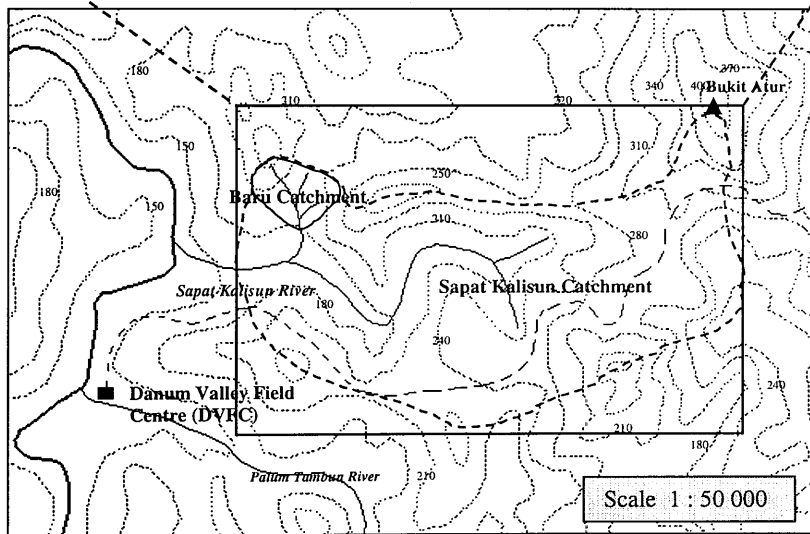 180
370
340
400
Bukit Atur
210
320
150
310
250
180
Baru Catchment
150
310
280
Sapat Kalisun Catchment
Sapat Kalisun River
180
240
Danum Valley Field
Centre (DVFC)
240
210
180
Palum Tambun River
210
Scale 1 : 50 000